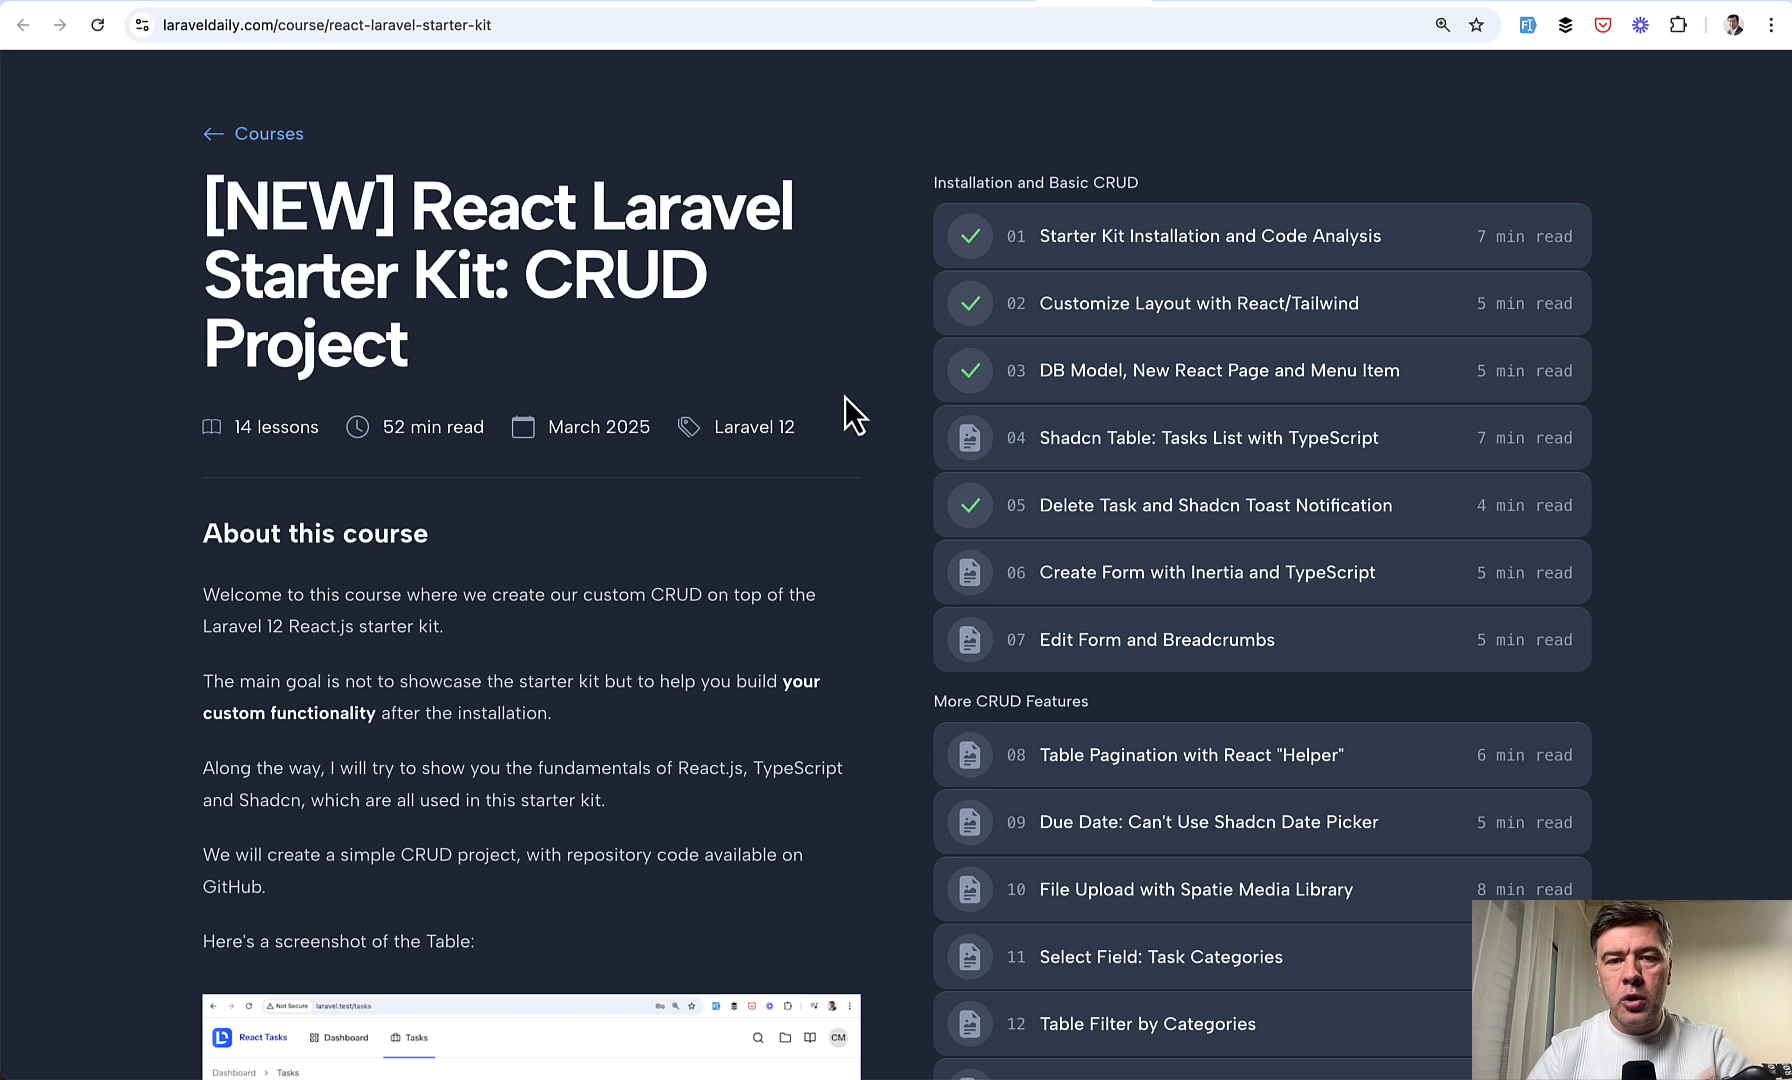 laraveldaily.com/course/react-laravel-starter-kit
Courses
[NEW] React Laravel
Starter Kit: CRUD
Project
14 lessons
52 min read
March 2025
Laravel 12
About this course
Welcome to this course where we create our custom CRUD on top of the
Laravel 12 React.js starter kit.
The main goal is not to showcase the starter kit but to help you build your
custom functionality after the installation.
Along the way, I will try to show you the fundamentals of React.js, TypeScript
and Shadcn, which are all used in this starter kit.
We will create a simple CRUD project, with repository code available on
GitHub.
Here's a screenshot of the Table:
Not Secure laravel.test/tasks
React Tasks Dashboard Tasks CM
Dashboard > Tasks
Installation and Basic CRUD
01 Starter Kit Installation and Code Analysis 7 min read
02 Customize Layout with React/Tailwind 5 min read
03 DB Model, New React Page and Menu Item 5 min read
04 Shadcn Table: Tasks List with TypeScript 7 min read
05 Delete Task and Shadcn Toast Notification 4 min read
06 Create Form with Inertia and TypeScript 5 min read
07 Edit Form and Breadcrumbs 5 min read
More CRUD Features
08 Table Pagination with React "Helper" 6 min read
09 Due Date: Can't Use Shadcn Date Picker 5 min read
10 File Upload with Spatie Media Library 8 min read
11 Select Field: Task Categories
12 Table Filter by Categories